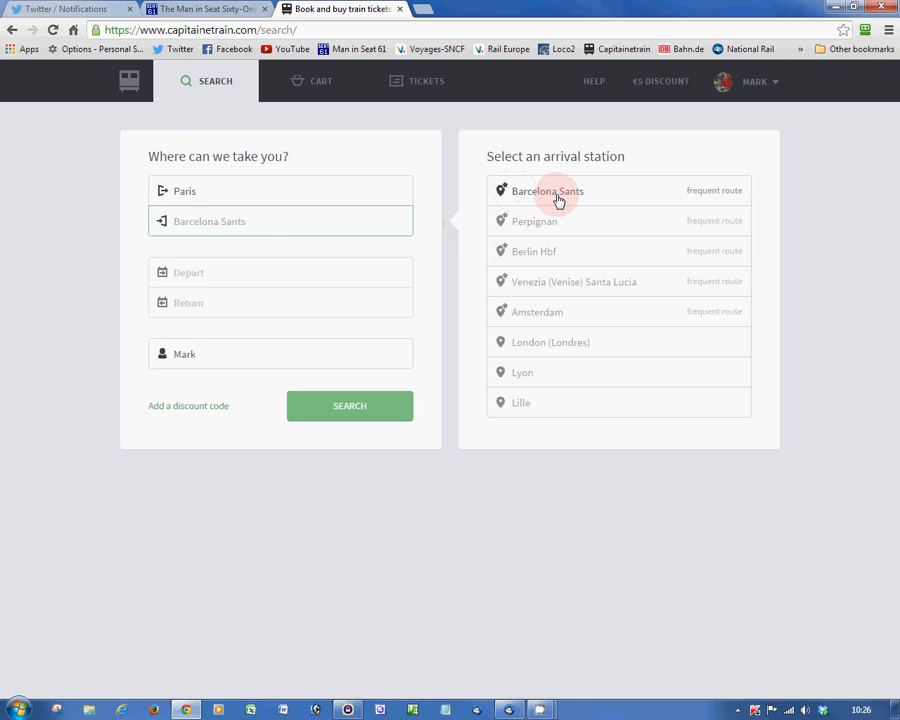 Twitter / Notifications
The Man in Seat Sixty-On
Book and buy train tickets
https://www.capitainetrain.com/search/
Apps
Options - Personal S...
Twitter
Facebook
YouTube
Man in Seat 61
Voyages-SNCF
Rail Europe
Loco2
Capitainetrain
Bahn.de
National Rail
»
Other bookmarks
SEARCH
CART
TICKETS
HELP
€5 DISCOUNT
MARK
Where can we take you?
Paris
Barcelona Sants
Depart
Return
Mark
Add a discount code
SEARCH
Select an arrival station
Barcelona Sants frequent route
Perpignan frequent route
Berlin Hbf frequent route
Venezia (Venise) Santa Lucia frequent route
Amsterdam frequent route
London (Londres)
Lyon
Lille
10:26